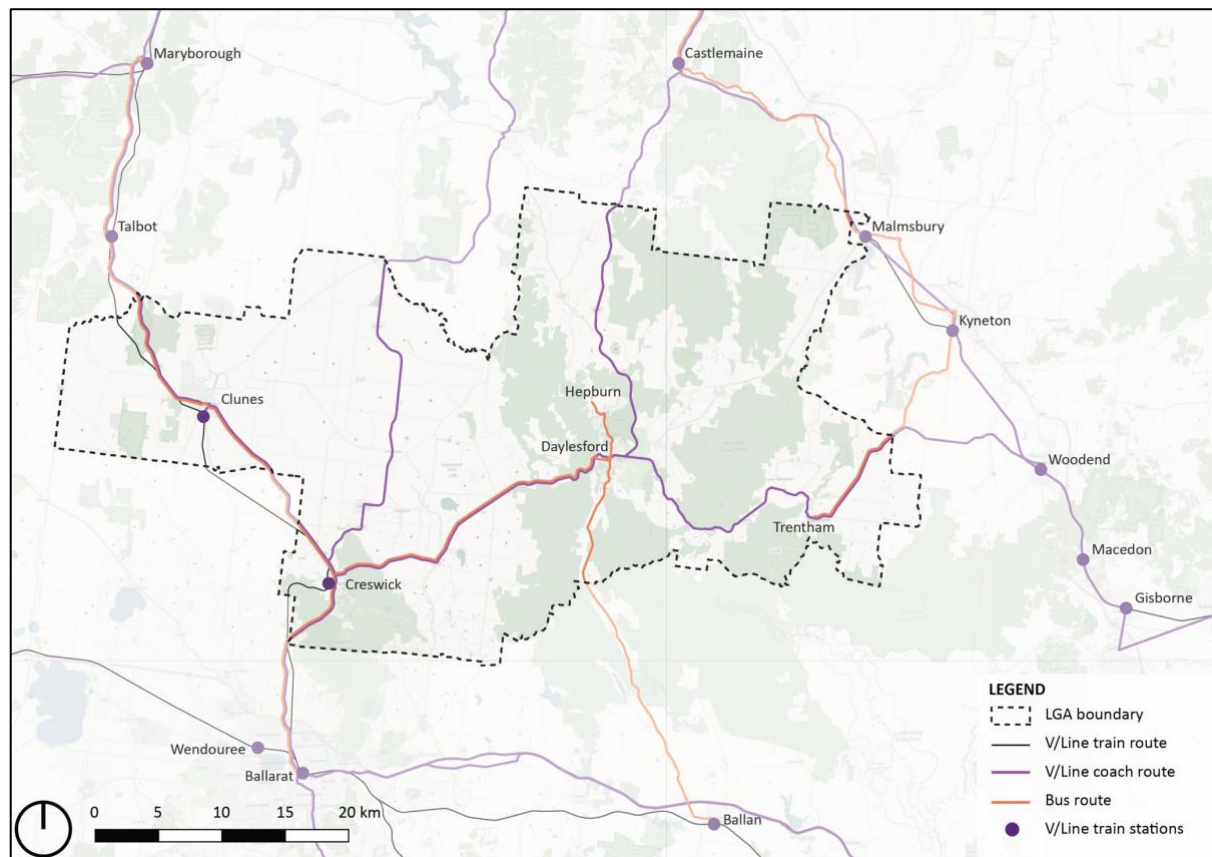 Maryborough
Castlemaine
Talbot
Malmsbury
Kyneton
Hepburn
Clunes
Daylesford
Woodend
Trentham
Macedon
Creswick
Gisborne
Wendouree
Ballarat
Ballan
LEGEND
LGA boundary
V/Line train route
V/Line coach route
Bus route
V/Line train stations
0 5 10 15 20 km